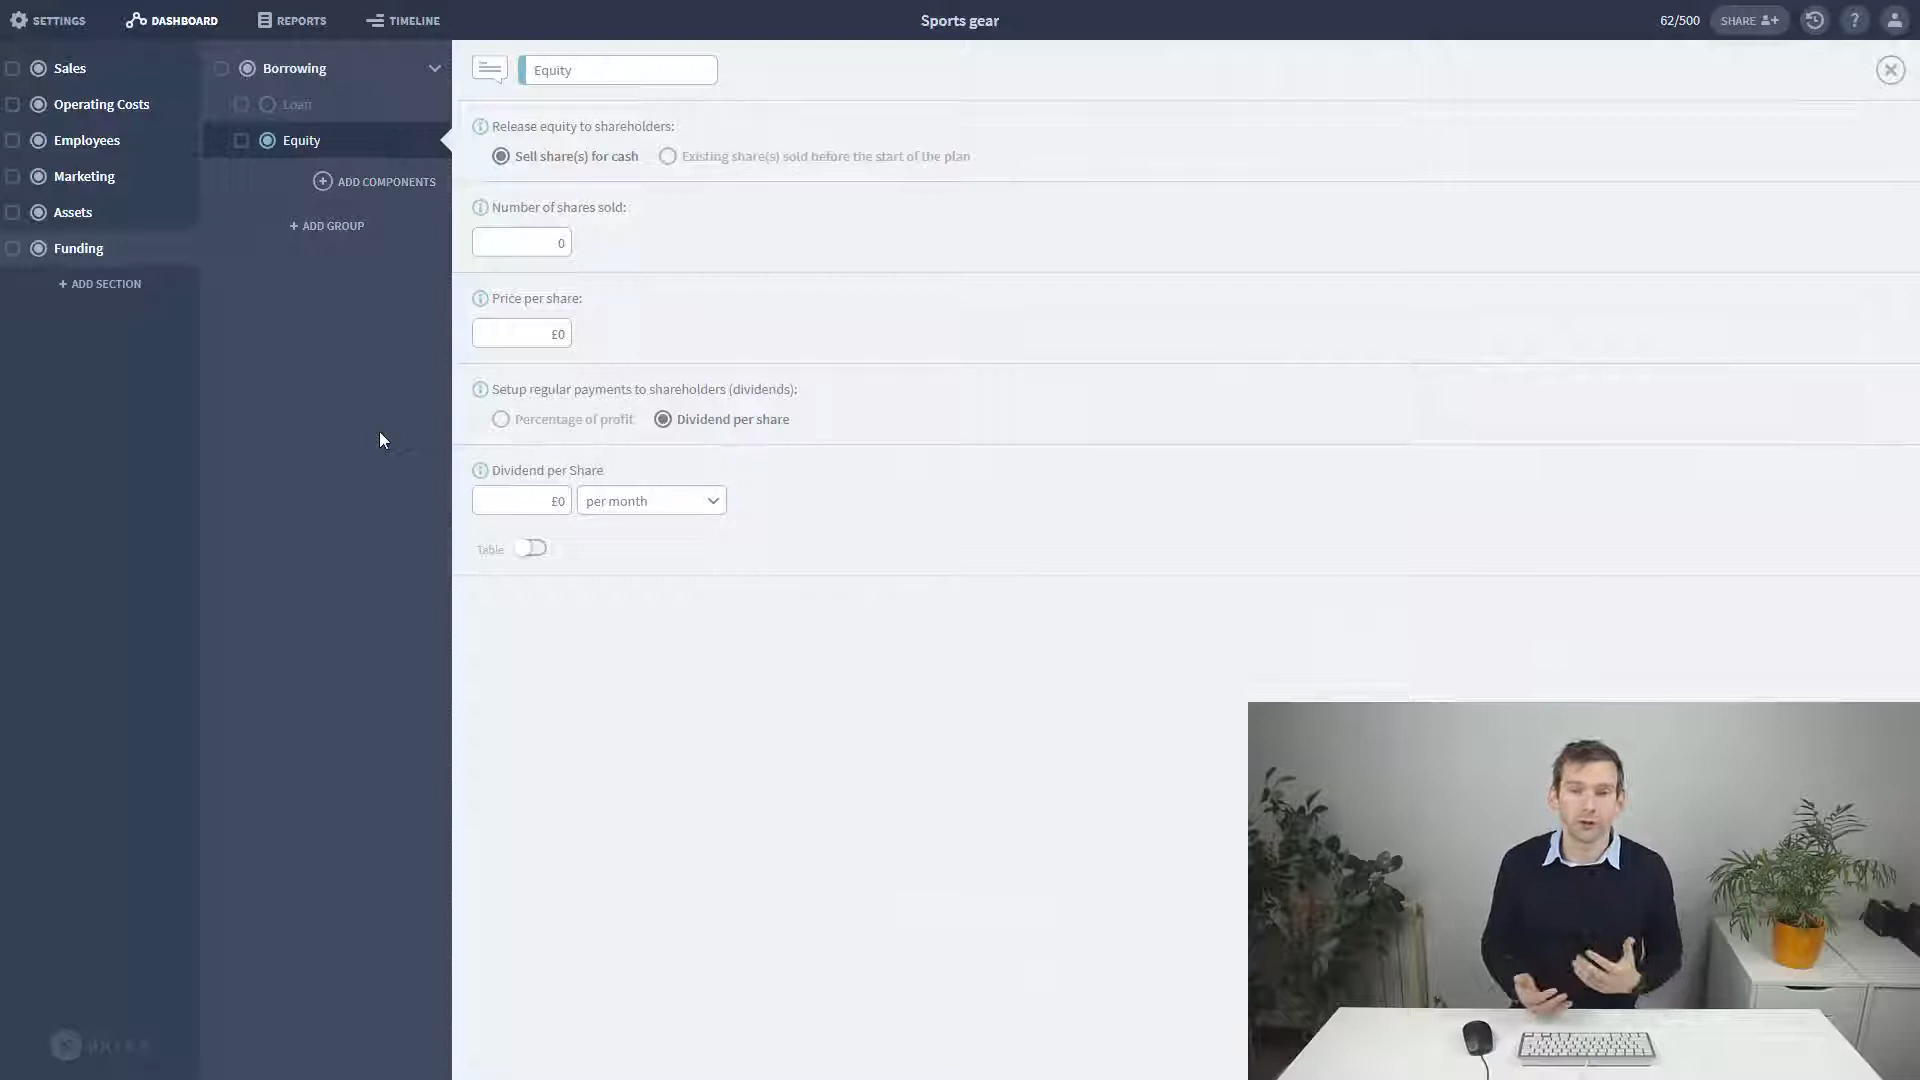 SETTINGS
DASHBOARD
REPORTS
TIMELINE
Sports gear
62/500
SHARE
?
Sales
Operating Costs
Employees
Marketing
Assets
Funding
+ ADD SECTION
Borrowing
Loan
Equity
ADD COMPONENTS
+ ADD GROUP
Equity
Release equity to shareholders:
Sell share(s) for cash
Existing share(s) sold before the start of the plan
Number of shares sold:
0
Price per share:
£0
Setup regular payments to shareholders (dividends):
Percentage of profit
Dividend per share
Dividend per Share
£0
per month
Table